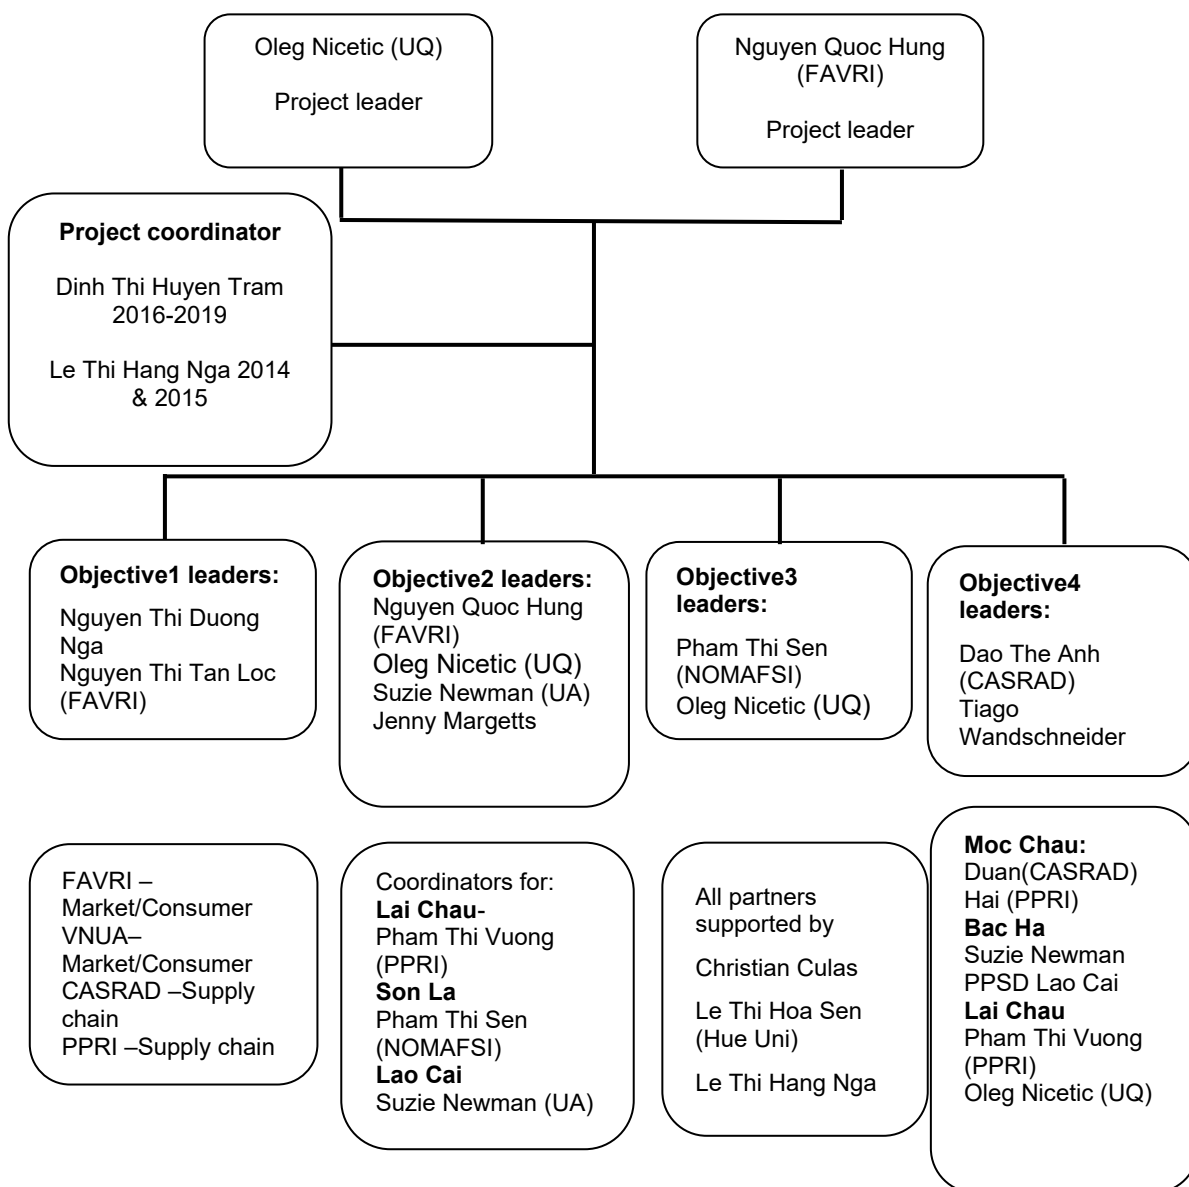 Oleg Nicetic (UQ)
Project leader
Nguyen Quoc Hung
(FAVRI)
Project leader
Project coordinator
Dinh Thi Huyen Tram
2016-2019
Le Thi Hang Nga 2014
& 2015
Objective1 leaders:
Nguyen Thi Duong
Nga
Nguyen Thi Tan Loc
(FAVRI)
Objective2 leaders:
Nguyen Quoc Hung
(FAVRI)
Oleg Nicetic (UQ)
Suzie Newman (UA)
Jenny Margetts
Objective3
leaders:
Pham Thi Sen
(NOMAFSI)
Oleg Nicetic (UQ)
Objective4
leaders:
Dao The Anh
(CASRAD)
Tiago
Wandschneider
FAVRI –
Market/Consumer
VNUA–
Market/Consumer
CASRAD –Supply
chain
PPRI –Supply chain
Coordinators for:
Lai Chau-
Pham Thi Vuong
(PPRI)
Son La
Pham Thi Sen
(NOMAFSI)
Lao Cai
Suzie Newman (UA)
All partners
supported by
Christian Culas
Le Thi Hoa Sen
(Hue Uni)
Le Thi Hang Nga
Moc Chau:
Duan(CASRAD)
Hai (PPRI)
Bac Ha
Suzie Newman
PPSD Lao Cai
Lai Chau
Pham Thi Vuong
(PPRI)
Oleg Nicetic (UQ)